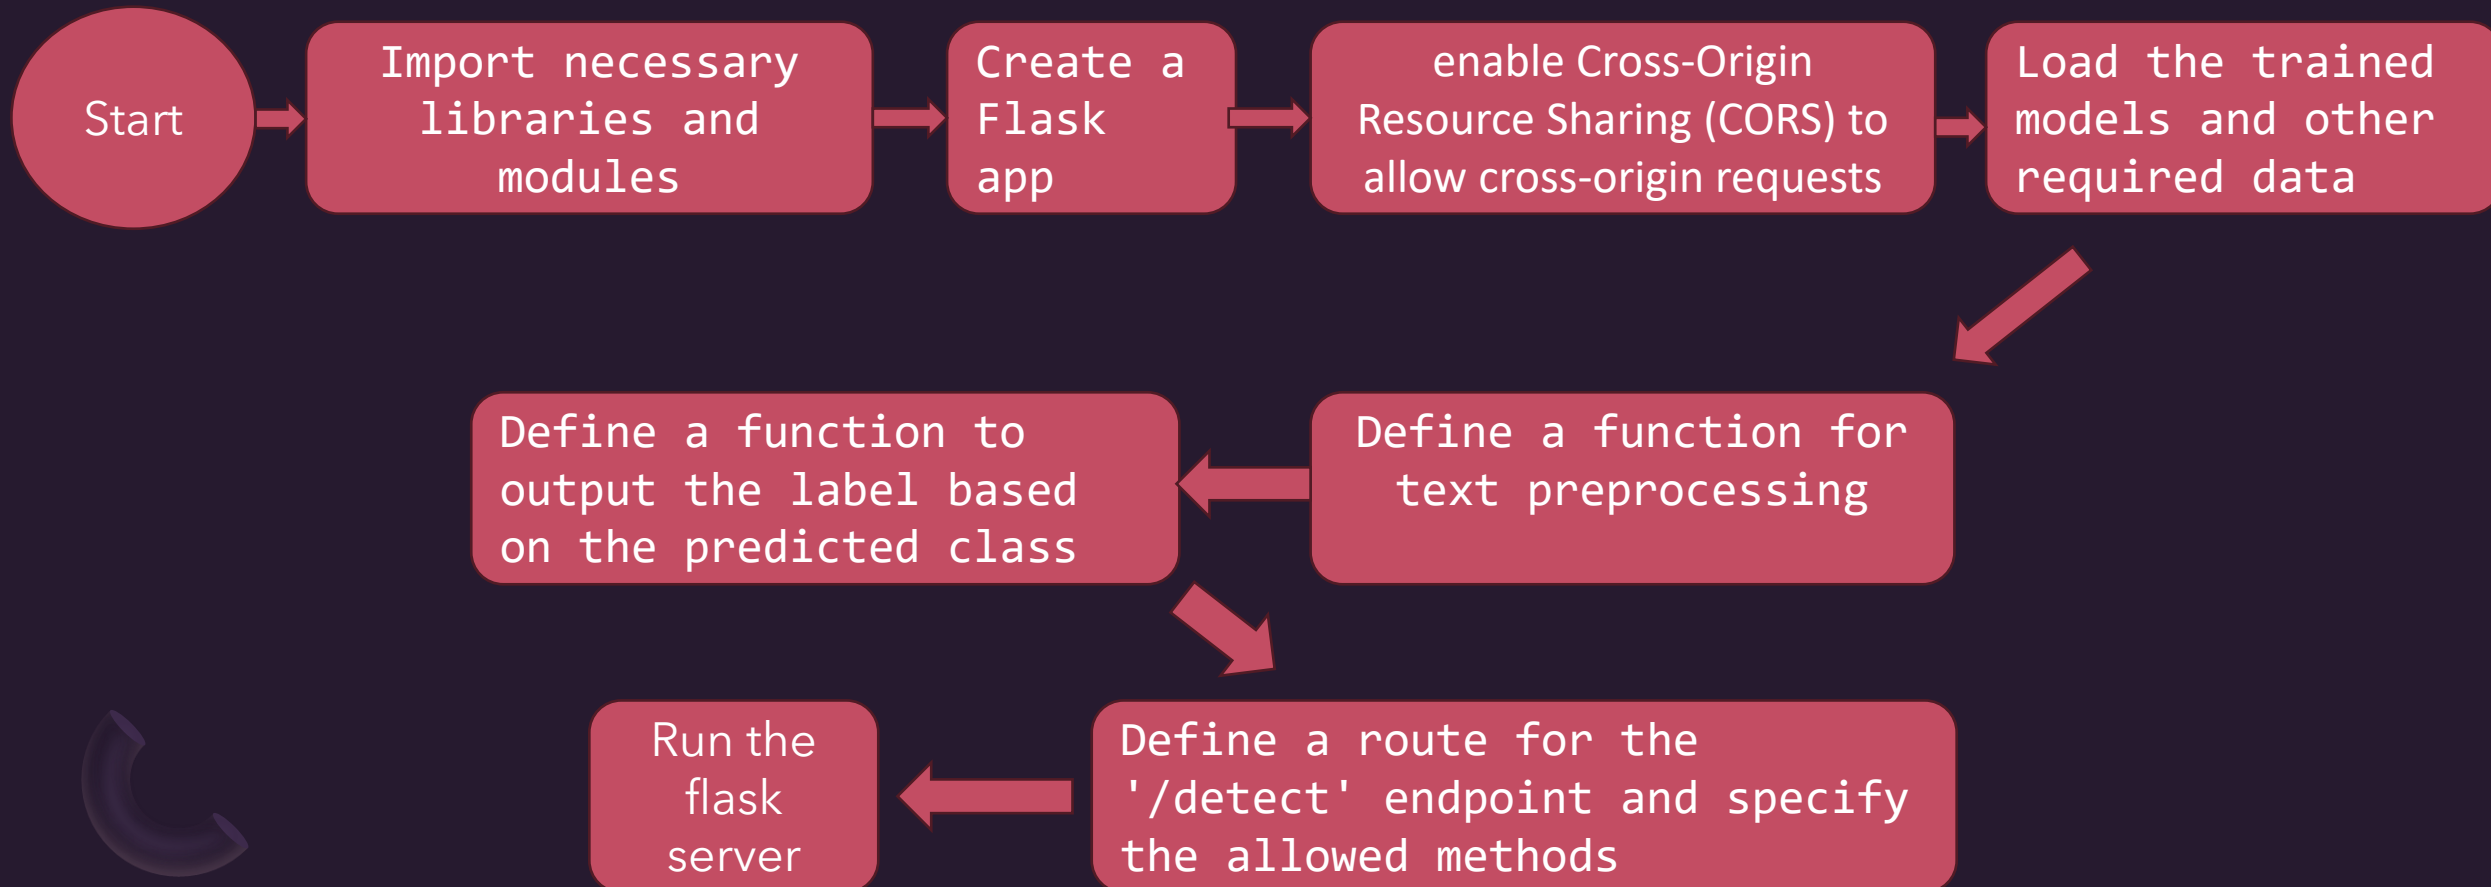 Start
Import necessary
libraries and
modules
Create a
Flask
app
enable Cross-Origin
Resource Sharing (CORS) to
allow cross-origin requests
Load the trained
models and other
required data
Define a function for
text preprocessing
Define a function to
output the label based
on the predicted class
Define a route for the
'/detect' endpoint and specify
the allowed methods
Run the
flask
server